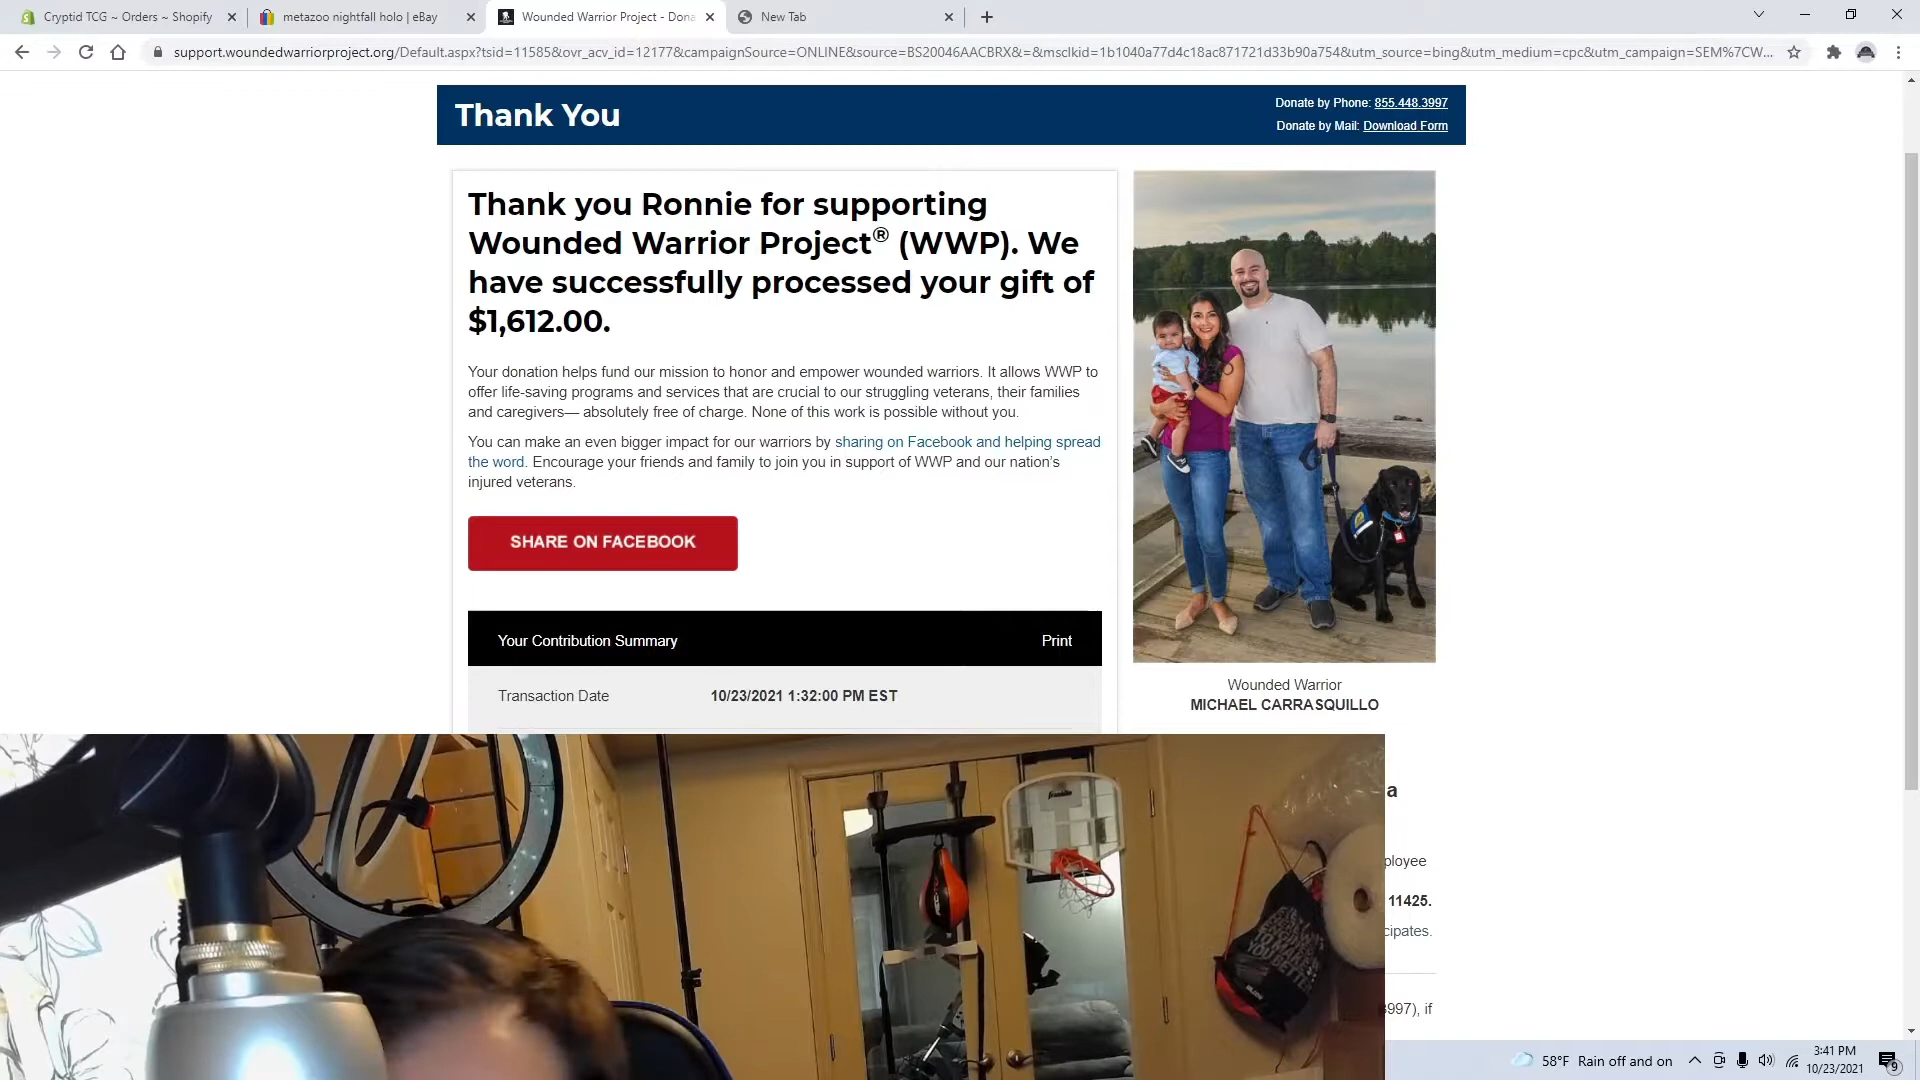 Cryptid TCG ~ Orders ~ Shopify
metazoo nightfall holo | eBay
Wounded Warrior Project - Dona
New Tab
support.woundedwarriorproject.org/Default.aspx?tsid=11585&ovr_acv_id=12177&campaignSource=ONLINE&source=BS20046AACBRX&=&msclkid=1b1040a77d4c18ac871721d33b90a754&utm_source=bing&utm_medium=cpc&utm_campaign=SEM%7CW...
Thank You
Donate by Phone: 855.448.3997
Donate by Mail: Download Form
Thank you Ronnie for supporting
Wounded Warrior Project® (WWP). We
have successfully processed your gift of
$1,612.00.
Your donation helps fund our mission to honor and empower wounded warriors. It allows WWP to
offer life-saving programs and services that are crucial to our struggling veterans, their families
and caregivers— absolutely free of charge. None of this work is possible without you.
You can make an even bigger impact for our warriors by sharing on Facebook and helping spread
the word. Encourage your friends and family to join you in support of WWP and our nation's
injured veterans.
SHARE ON FACEBOOK
Your Contribution Summary Print
Transaction Date 10/23/2021 1:32:00 PM EST
Wounded Warrior
MICHAEL CARRASQUILLO
a
ployee
11425.
cipates.
3997), if
58°F Rain off and on
3:41 PM
10/23/2021
9